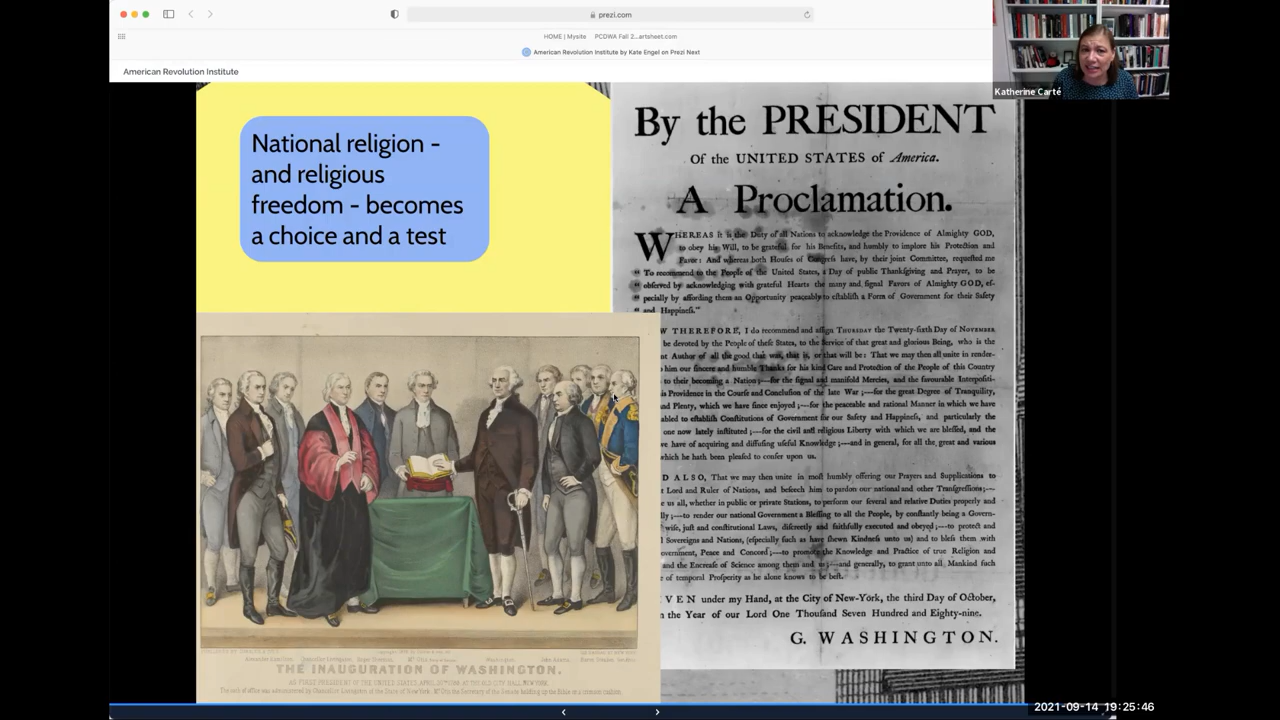 prezi.com
HOME | Mysite PCDWA Fall 2...artsheet.com
American Revolution Institute by Kate Engel on Prezi Next
American Revolution Institute
Katherine Carté
National religion -
and religious
freedom - becomes
a choice and a test
By the PRESIDENT
Of the UNITED STATES of America.
A Proclamation.
WHEREAS it is the Duty of all Nations to acknowledge the Providence of Almighty GOD,
to obey his Will, to be grateful for his Benefits, and humbly to implore his Protection and
Favor: And whereas both Houſes of Congreſs have, by their joint Committee, requeſted me
"To recommend to the People of the United States, a Day of public Thankſgiving and Prayer, to be
" obſerved by acknowledging with grateful Hearts the many and ſignal Favors of Almighty GOD, eſ-
" pecially by affording them an Opportunity peaceably to eſtabliſh a Form of Government for their Safety
" and Happineſs."
W THEREFORE, I do recommend and aſſign THURSDAY the Twenty-ſixth Day of NOVEMBER
be devoted by the People of theſe States, to the Service of that great and glorious Being, who is the
nt Author of all the good that was, that is, or that will be: That we may then all unite in render-
him our ſincere and humble Thanks for his kind Care and Protection of the People of this Country
to their becoming a Nation;—for the ſignal and manifold Mercies, and the favourable Interpoſiti-
is Providence in the Courſe and Concluſion of the late War;—for the great Degree of Tranquility,
and Plenty, which we have ſince enjoyed;—for the peaceable and rational Manner in which we have
abled to eſtabliſh Conſtitutions of Government for our Safety and Happineſs, and particularly the
one now lately inſtituted;—for the civil and religious Liberty with which we are bleſſed, and the
we have of acquiring and diffuſing uſeful Knowledge;—and in general, for all the great and various
which he hath been pleaſed to confer upon us.
D ALSO, That we may then unite in moſt humbly offering our Prayers and Supplications to
t Lord and Ruler of Nations, and beſeech him to pardon our national and other Tranſgreſſions;—
us all, whether in public or private Stations, to perform our ſeveral and relative Duties properly and
lly;—to render our national Government a Bleſſing to all the People, by conſtantly being a Govern-
wiſe, juſt and conſtitutional Laws, diſcreetly and faithfully executed and obeyed;—to protect and
l Sovereigns and Nations, (eſpecially ſuch as have ſhewn Kindneſs unto us) and to bleſs them with
overnment, Peace and Concord;—to promote the Knowledge and Practice of true Religion and
and the Encreaſe of Science among them and us;—and generally, to grant unto all Mankind ſuch
e of temporal Proſperity as he alone knows to be beſt.
VEN under my Hand, at the City of New-York, the third Day of October,
n the Year of our Lord One Thouſand Seven Hundred and Eighty-nine.
G. WASHINGTON.
THE INAUGURATION OF WASHINGTON.
AS FIRST PRESIDENT OF THE UNITED STATES, APRIL 30TH 1789, AT THE OLD CITY HALL, NEW YORK.
2021-09-14 19:25:46